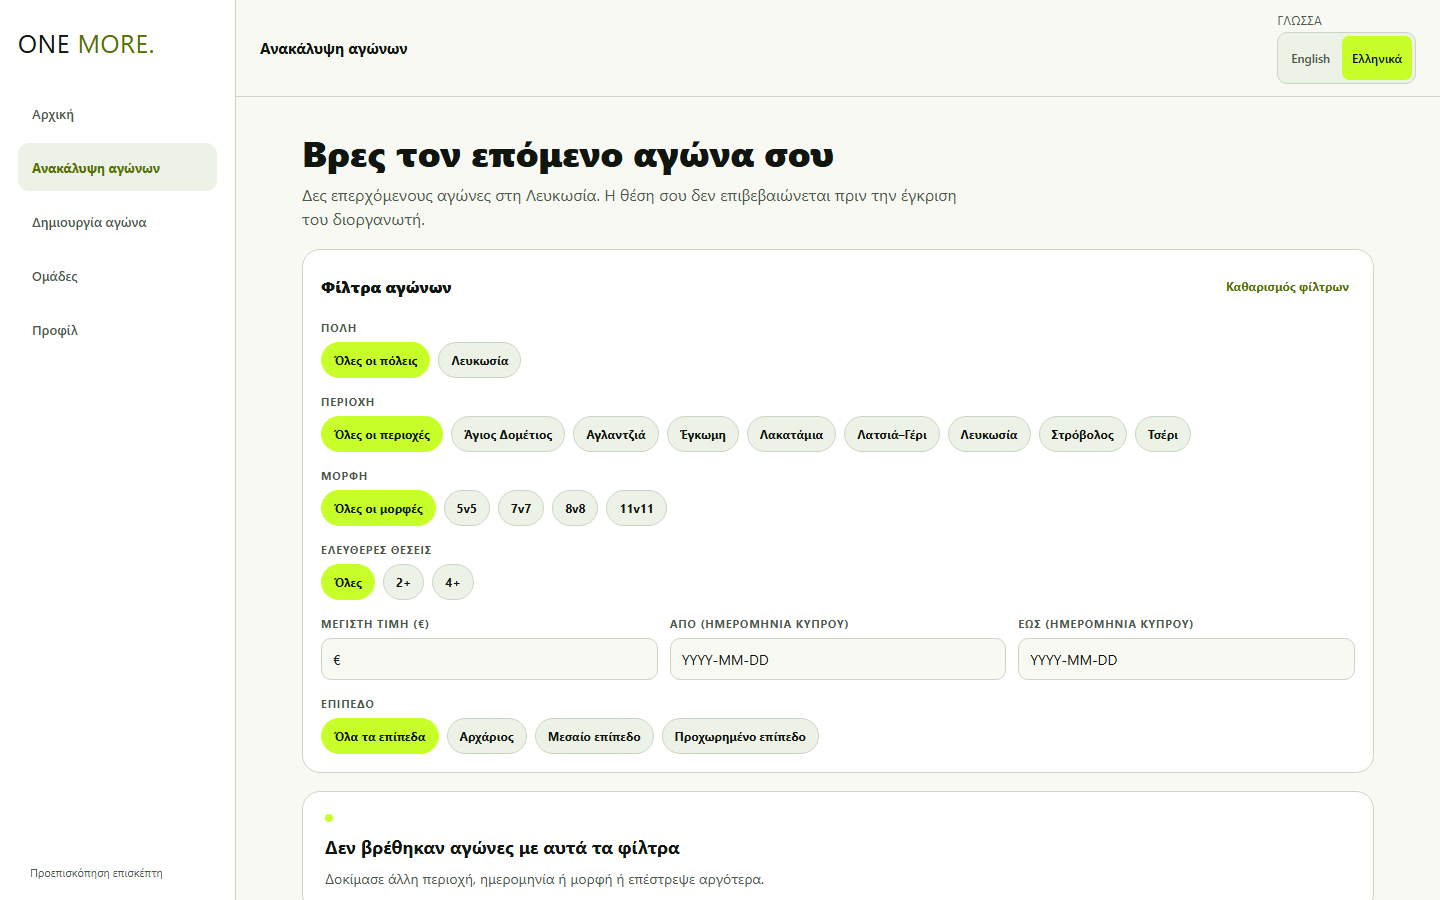 ONE MORE.
Αρχική
Ανακάλυψη αγώνων
Δημιουργία αγώνα
Ομάδες
Προφίλ
Προεπισκόπηση επισκέπτη
Ανακάλυψη αγώνων
ΓΛΩΣΣΑ
English Ελληνικά
Βρες τον επόμενο αγώνα σου
Δες επερχόμενους αγώνες στη Λευκωσία. Η θέση σου δεν επιβεβαιώνεται πριν την έγκριση
του διοργανωτή.
Φίλτρα αγώνων
Καθαρισμός φίλτρων
ΠΟΛΗ
Όλες οι πόλεις Λευκωσία
ΠΕΡΙΟΧΗ
Όλες οι περιοχές Άγιος Δομέτιος Αγλαντζιά Έγκωμη Λακατάμια Λατσιά–Γέρι Λευκωσία Στρόβολος Τσέρι
ΜΟΡΦΗ
Όλες οι μορφές 5v5 7v7 8v8 11v11
ΕΛΕΥΘΕΡΕΣ ΘΕΣΕΙΣ
Όλες 2+ 4+
ΜΕΓΙΣΤΗ ΤΙΜΗ (€) ΑΠΟ (ΗΜΕΡΟΜΗΝΙΑ ΚΥΠΡΟΥ) ΕΩΣ (ΗΜΕΡΟΜΗΝΙΑ ΚΥΠΡΟΥ)
€ YYYY-MM-DD YYYY-MM-DD
ΕΠΙΠΕΔΟ
Όλα τα επίπεδα Αρχάριος Μεσαίο επίπεδο Προχωρημένο επίπεδο
Δεν βρέθηκαν αγώνες με αυτά τα φίλτρα
Δοκίμασε άλλη περιοχή, ημερομηνία ή μορφή ή επέστρεψε αργότερα.